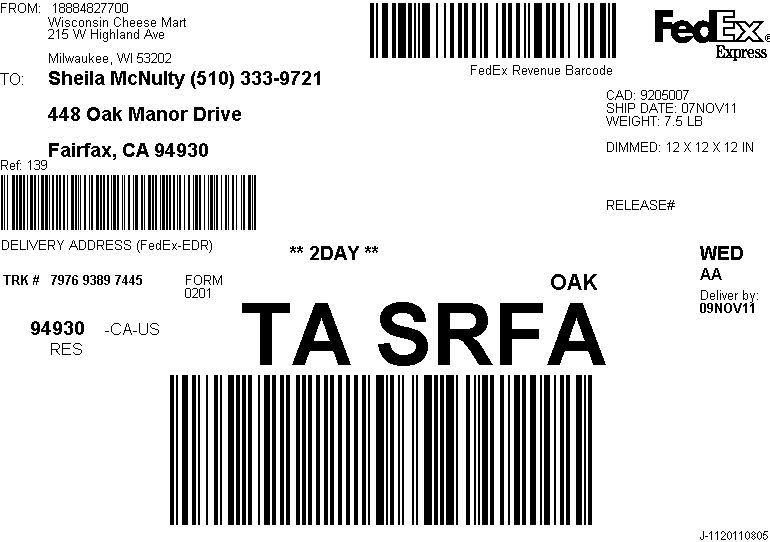 FROM: 18884827700
Wisconsin Cheese Mart
215 W Highland Ave
Milwaukee, WI 53202
FedEx Revenue Barcode
FedEx®
Express
TO: Sheila McNulty (510) 333-9721
448 Oak Manor Drive
Fairfax, CA 94930
Ref: 139
CAD: 9205007
SHIP DATE: 07NOV11
WEIGHT: 7.5 LB
DIMMED: 12 X 12 X 12 IN
RELEASE#
DELIVERY ADDRESS (FedEx-EDR)
** 2DAY **
WED
AA
Deliver by:
09NOV11
TRK # 7976 9389 7445 FORM
0201
OAK
94930 -CA-US
RES
TA SRFA
J-1120110805